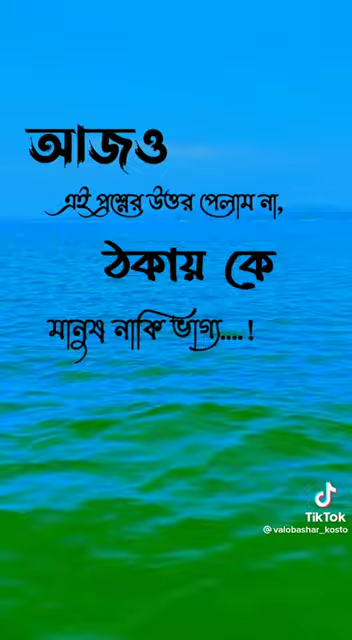 আজও
এই প্রশ্নের উত্তর পেলাম না,
ঠকায় কে
মানুষ নাকি ভাগ্য....!
TikTok
@valobashar_kosto